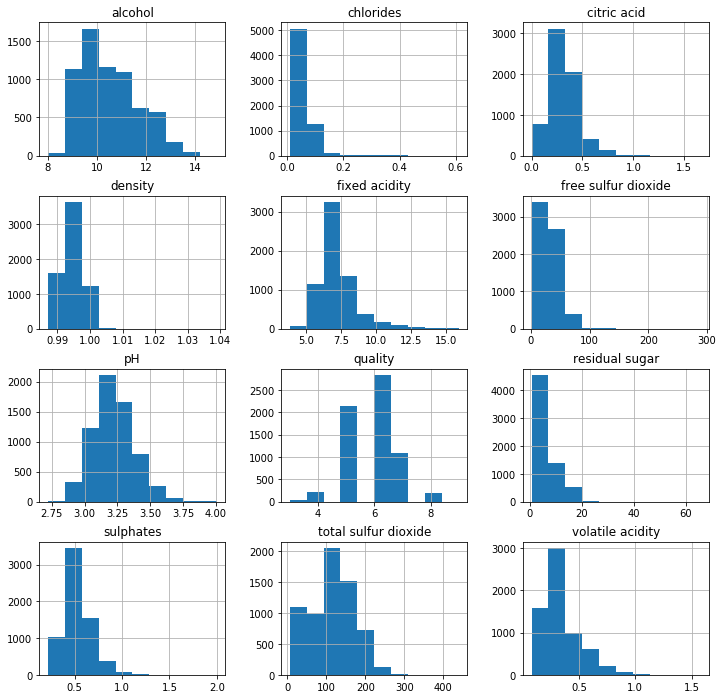 alcohol
1500
1000
500
0
8 10 12 14
chlorides
5000
4000
3000
2000
1000
0
0.0 0.2 0.4 0.6
citric acid
3000
2000
1000
0
0.0 0.5 1.0 1.5
density
3000
2000
1000
0
0.99 1.00 1.01 1.02 1.03 1.04
fixed acidity
3000
2000
1000
0
5.0 7.5 10.0 12.5 15.0
free sulfur dioxide
3000
2000
1000
0
0 100 200 300
pH
2000
1500
1000
500
0
2.75 3.00 3.25 3.50 3.75 4.00
quality
2500
2000
1500
1000
500
0
4 6 8
residual sugar
4000
3000
2000
1000
0
0 20 40 60
sulphates
3000
2000
1000
0
0.5 1.0 1.5 2.0
total sulfur dioxide
2000
1500
1000
500
0
0 100 200 300 400
volatile acidity
3000
2000
1000
0
0.5 1.0 1.5